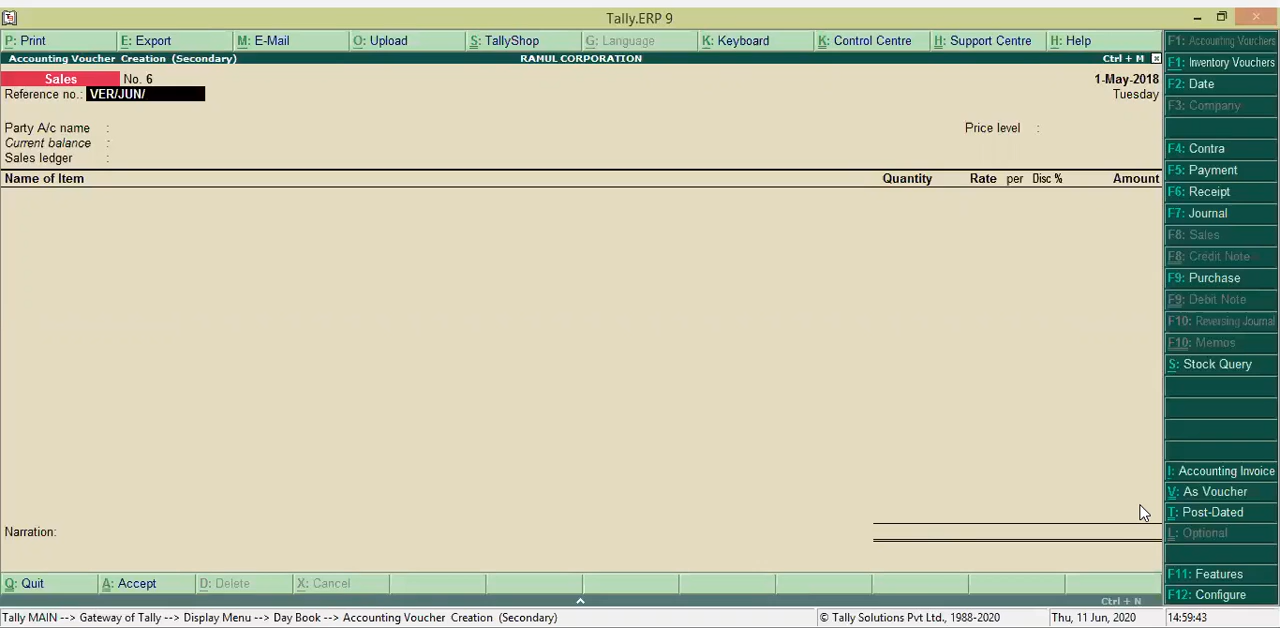 Tally.ERP 9
P: Print E: Export M: E-Mail O: Upload S: TallyShop G: Language K: Keyboard K: Control Centre H: Support Centre H: Help
Accounting Voucher Creation (Secondary) RAMUL CORPORATION Ctrl + M
Sales No. 6 1-May-2018
Reference no.: VER/JUN/ Tuesday
Party A/c name : Price level :
Current balance :
Sales ledger :
Name of Item Quantity Rate per Disc % Amount
Narration:
F1: Accounting Vouchers
F1: Inventory Vouchers
F2: Date
F3: Company
F4: Contra
F5: Payment
F6: Receipt
F7: Journal
F8: Sales
F8: Credit Note
F9: Purchase
F9: Debit Note
F10: Reversing Journal
F10: Memos
S: Stock Query
I: Accounting Invoice
V: As Voucher
T: Post-Dated
L: Optional
F11: Features
F12: Configure
Q: Quit A: Accept D: Delete X: Cancel
Ctrl + N
Tally MAIN --> Gateway of Tally --> Display Menu --> Day Book --> Accounting Voucher Creation (Secondary) © Tally Solutions Pvt Ltd., 1988-2020 Thu, 11 Jun, 2020 14:59:43